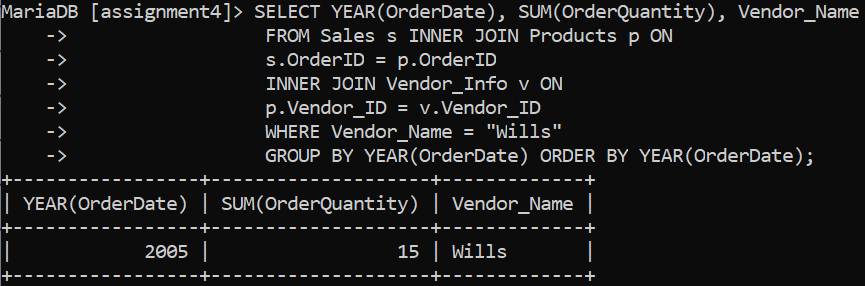 MariaDB [assignment4]> SELECT YEAR(OrderDate), SUM(OrderQuantity), Vendor_Name
    ->                 FROM Sales s INNER JOIN Products p ON
    ->                 s.OrderID = p.OrderID
    ->                 INNER JOIN Vendor_Info v ON
    ->                 p.Vendor_ID = v.Vendor_ID
    ->                 WHERE Vendor_Name = "Wills"
    ->                 GROUP BY YEAR(OrderDate) ORDER BY YEAR(OrderDate);
+-----------------+--------------------+-------------+
| YEAR(OrderDate) | SUM(OrderQuantity) | Vendor_Name |
+-----------------+--------------------+-------------+
|            2005 |                 15 | Wills       |
+-----------------+--------------------+-------------+